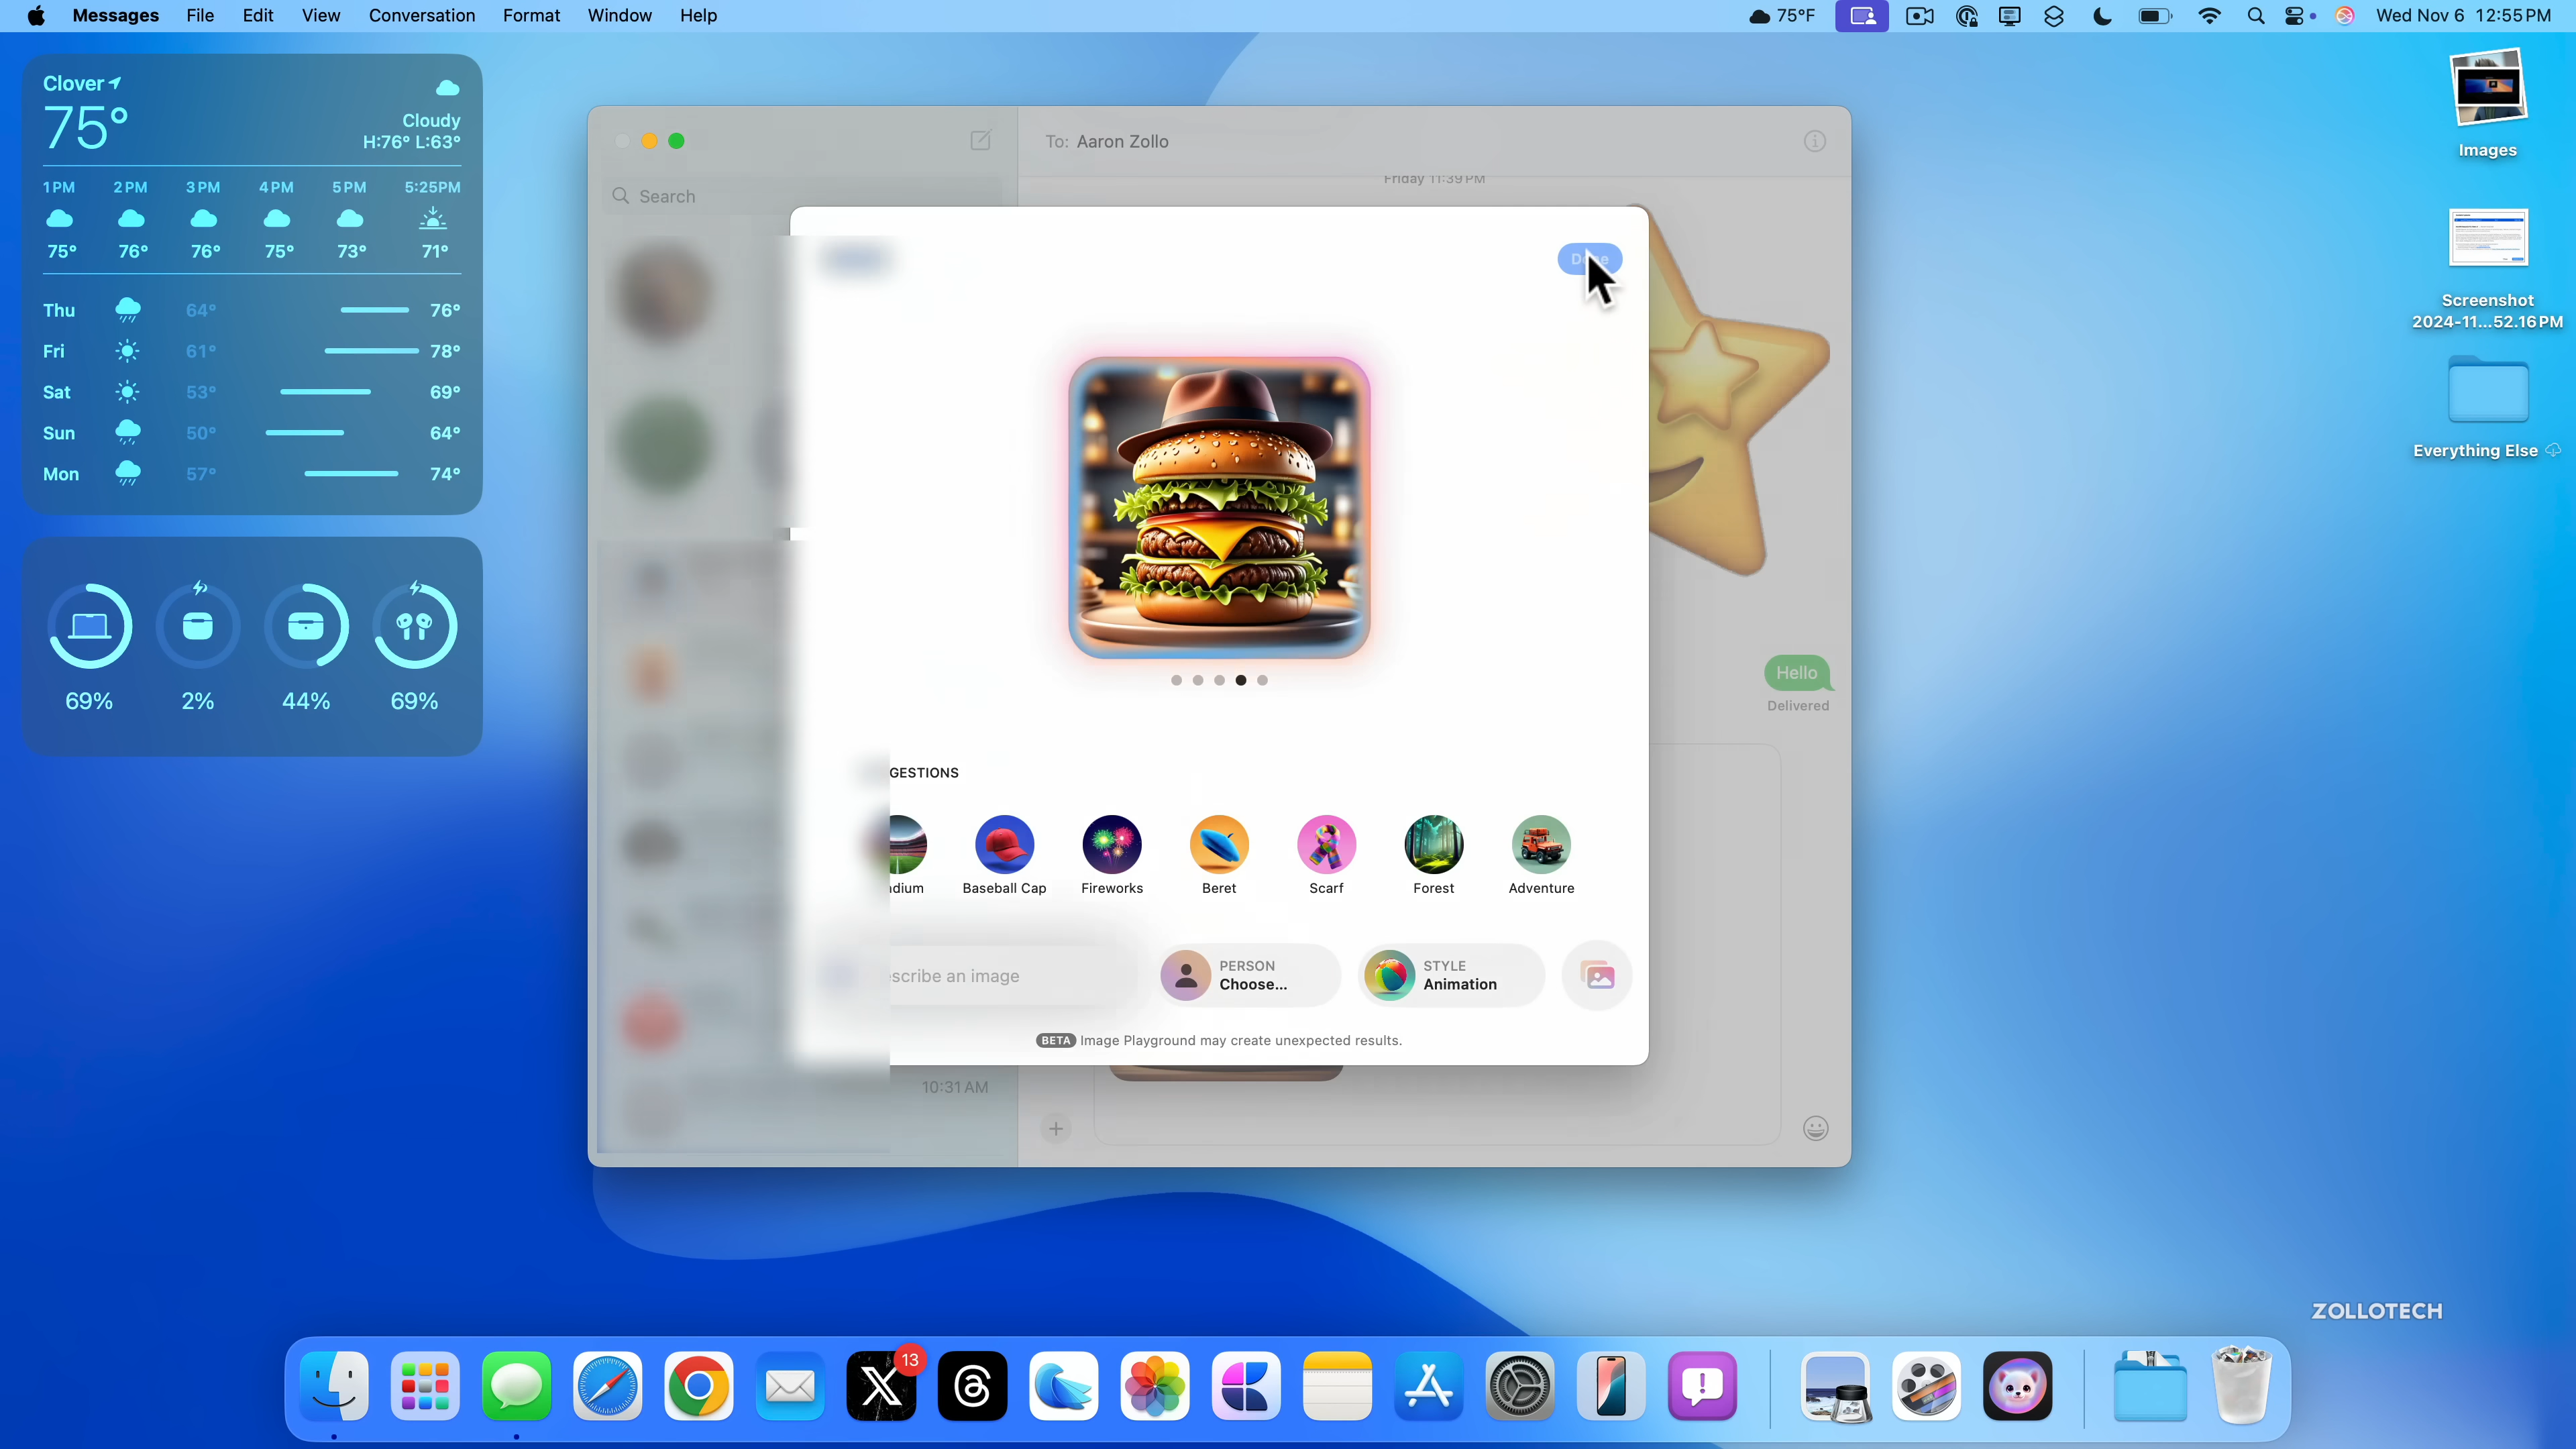 Messages File Edit View Conversation Format Window Help
75°F Wed Nov 6 12:55 PM
Clover
75°
Cloudy
H:76° L:63°
1 PM 2 PM 3 PM 4 PM 5 PM 5:25PM
75° 76° 76° 75° 73° 71°
Thu 64° 76°
Fri 61° 78°
Sat 53° 69°
Sun 50° 64°
Mon 57° 74°
69% 2% 44% 69%
Search
To: Aaron Zollo
Friday 11:39 PM
Hello
Delivered
GESTIONS
dium Baseball Cap Fireworks Beret Scarf Forest Adventure
scribe an image
PERSON
Choose...
STYLE
Animation
BETA Image Playground may create unexpected results.
10:31 AM
Images
Screenshot
2024-11...52.16 PM
Everything Else
ZOLLOTECH
13